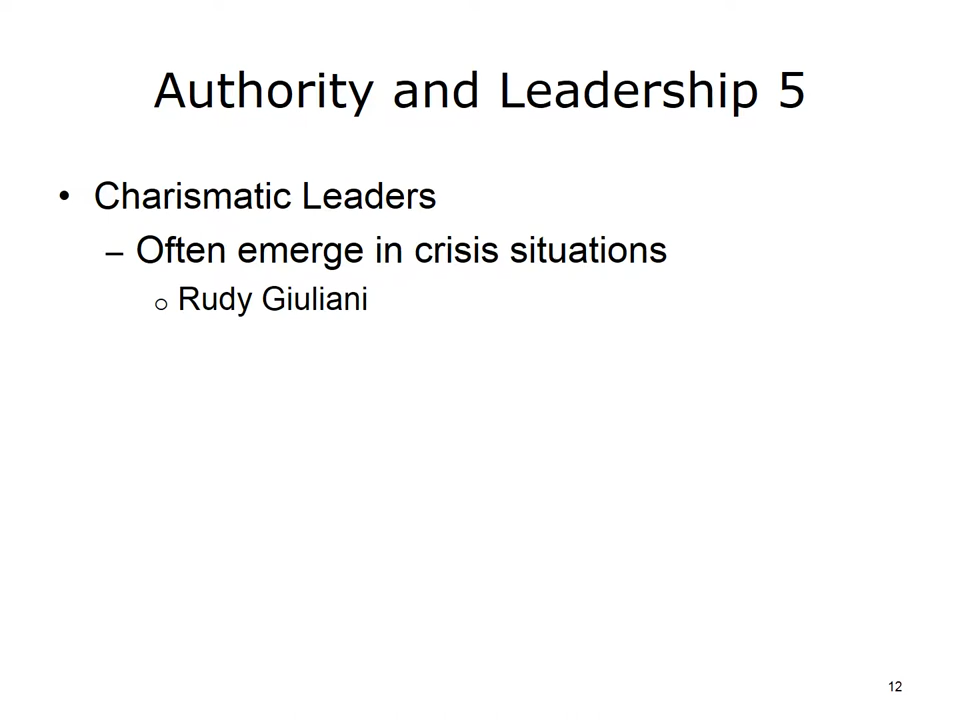 Authority and Leadership 5
• Charismatic Leaders
– Often emerge in crisis situations
o Rudy Giuliani
12